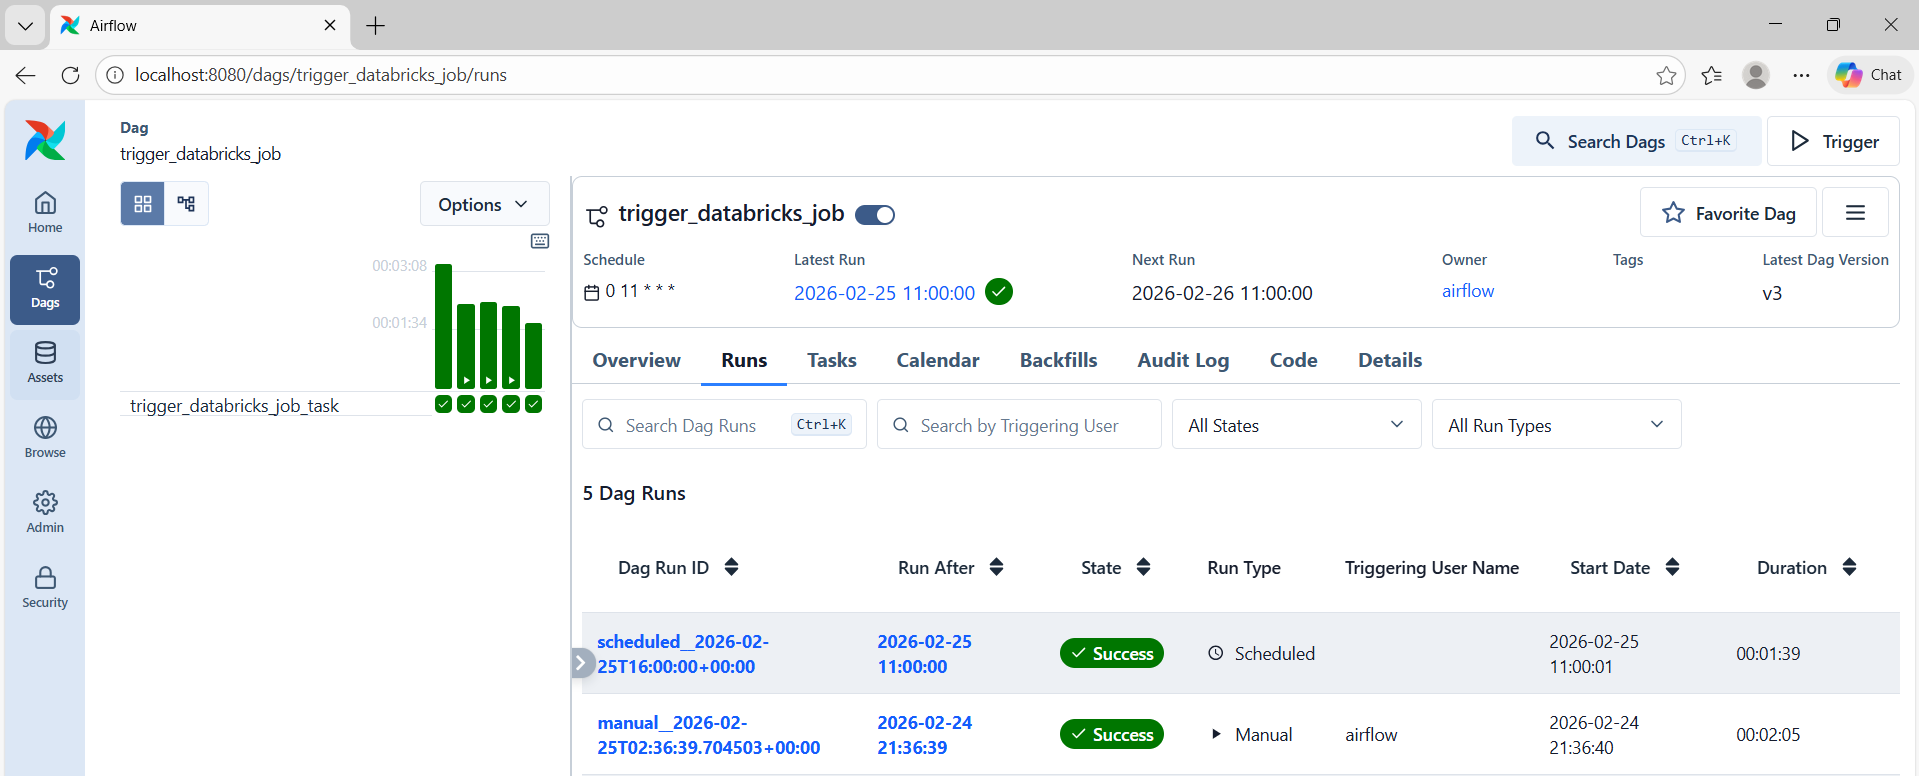 Airflow
localhost:8080/dags/trigger_databricks_job/runs
Chat
Dag
trigger_databricks_job
Search Dags Ctrl+K
Trigger
Home
Dags
Assets
Browse
Admin
Security
Options
00:03:08
00:01:34
trigger_databricks_job_task
trigger_databricks_job
Favorite Dag
Schedule Latest Run Next Run Owner Tags Latest Dag Version
0 11 * * * 2026-02-25 11:00:00 2026-02-26 11:00:00 airflow v3
Overview Runs Tasks Calendar Backfills Audit Log Code Details
Search Dag Runs Ctrl+K Search by Triggering User All States All Run Types
5 Dag Runs
Dag Run ID Run After State Run Type Triggering User Name Start Date Duration
scheduled__2026-02-25T16:00:00+00:00 2026-02-25 11:00:00 Success Scheduled 2026-02-25 11:00:01 00:01:39
manual__2026-02-25T02:36:39.704503+00:00 2026-02-24 21:36:39 Success Manual airflow 2026-02-24 21:36:40 00:02:05